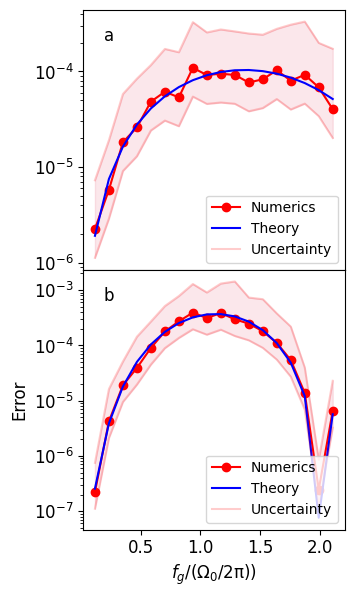 a
10⁻⁴
10⁻⁵
10⁻⁶
Numerics
Theory
Uncertainty
b
10⁻³
10⁻⁴
10⁻⁵
10⁻⁶
10⁻⁷
Error
Numerics
Theory
Uncertainty
0.5 1.0 1.5 2.0
f_g/(Ω₀/2π))